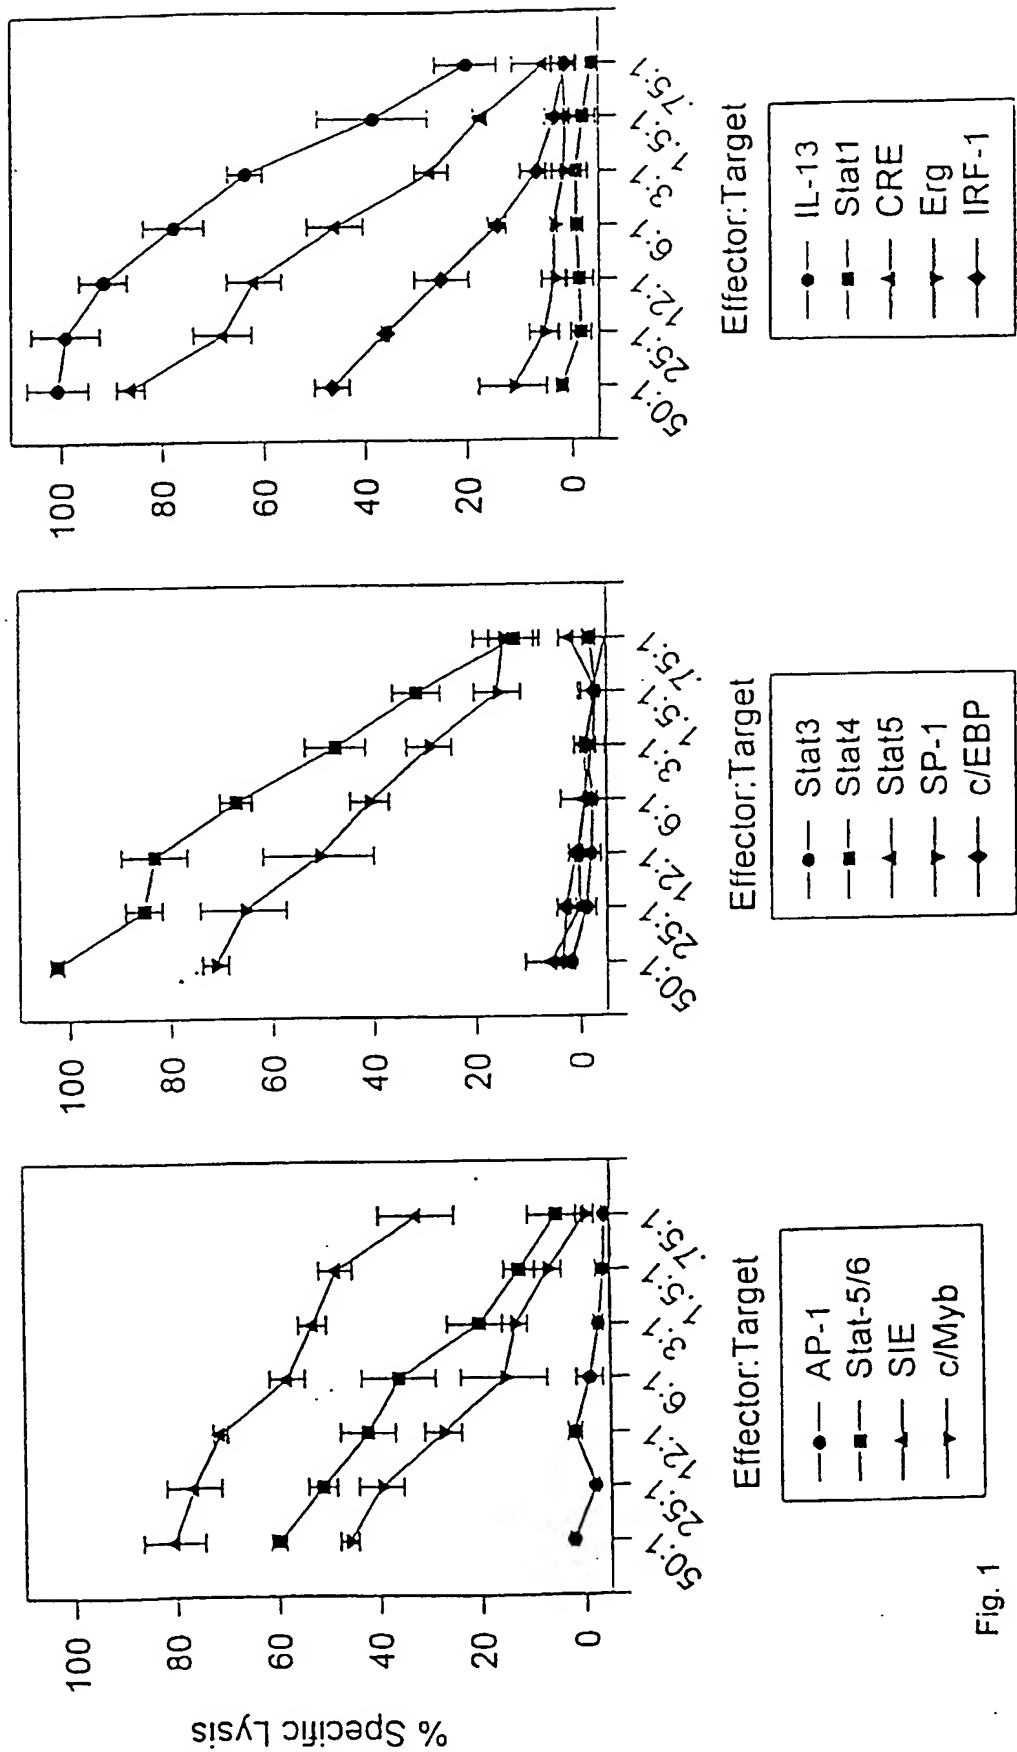 % Specific Lysis
100
80
60
40
20
0
50:1
25:1
12:1
6:1
3:1
1.5:1
.75:1
Effector:Target
AP-1
Stat-5/6
SIE
c/Myb
100
80
60
40
20
0
50:1
25:1
12:1
6:1
3:1
1.5:1
.75:1
Effector:Target
Stat3
Stat4
Stat5
SP-1
c/EBP
100
80
60
40
20
0
50:1
25:1
12:1
6:1
3:1
1.5:1
.75:1
Effector:Target
IL-13
Stat1
CRE
Erg
IRF-1
Fig. 1